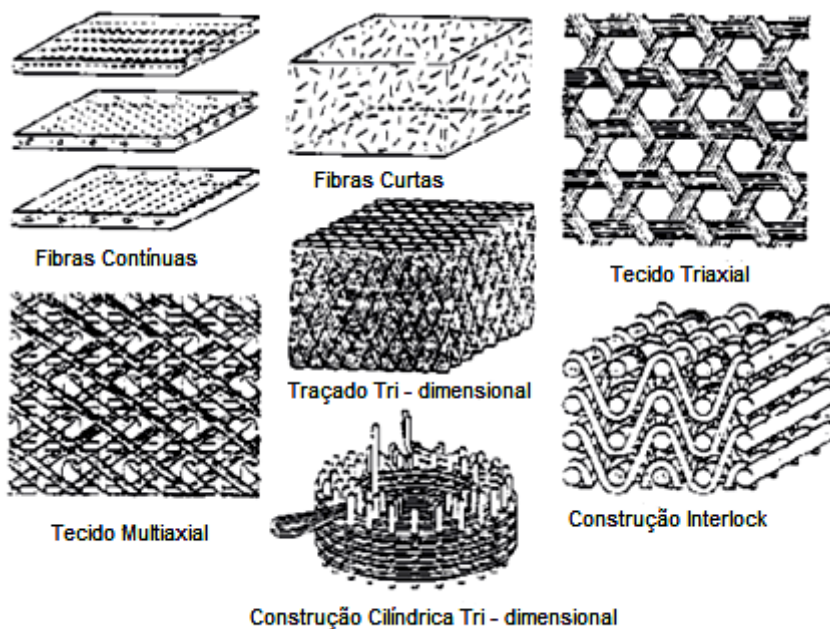 Fibras Curtas
Fibras Contínuas
Tecido Triaxial
Traçado Tri - dimensional
Tecido Multiaxial
Construção Interlock
Construção Cilíndrica Tri - dimensional